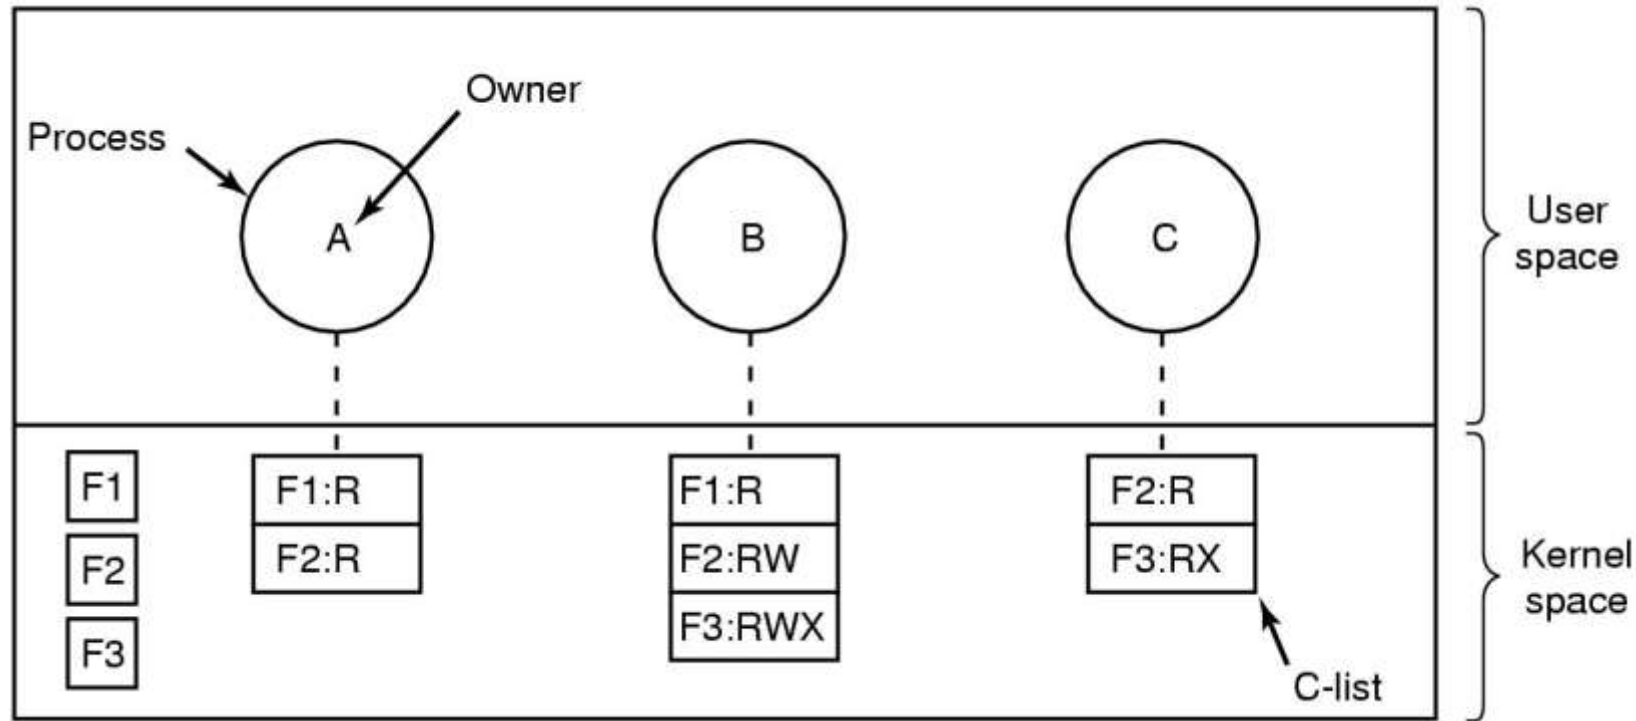 Owner
Process
A
B
C
User
space
F1
F2
F3
F1:R
F2:R
F1:R
F2:RW
F3:RWX
F2:R
F3:RX
Kernel
space
C-list